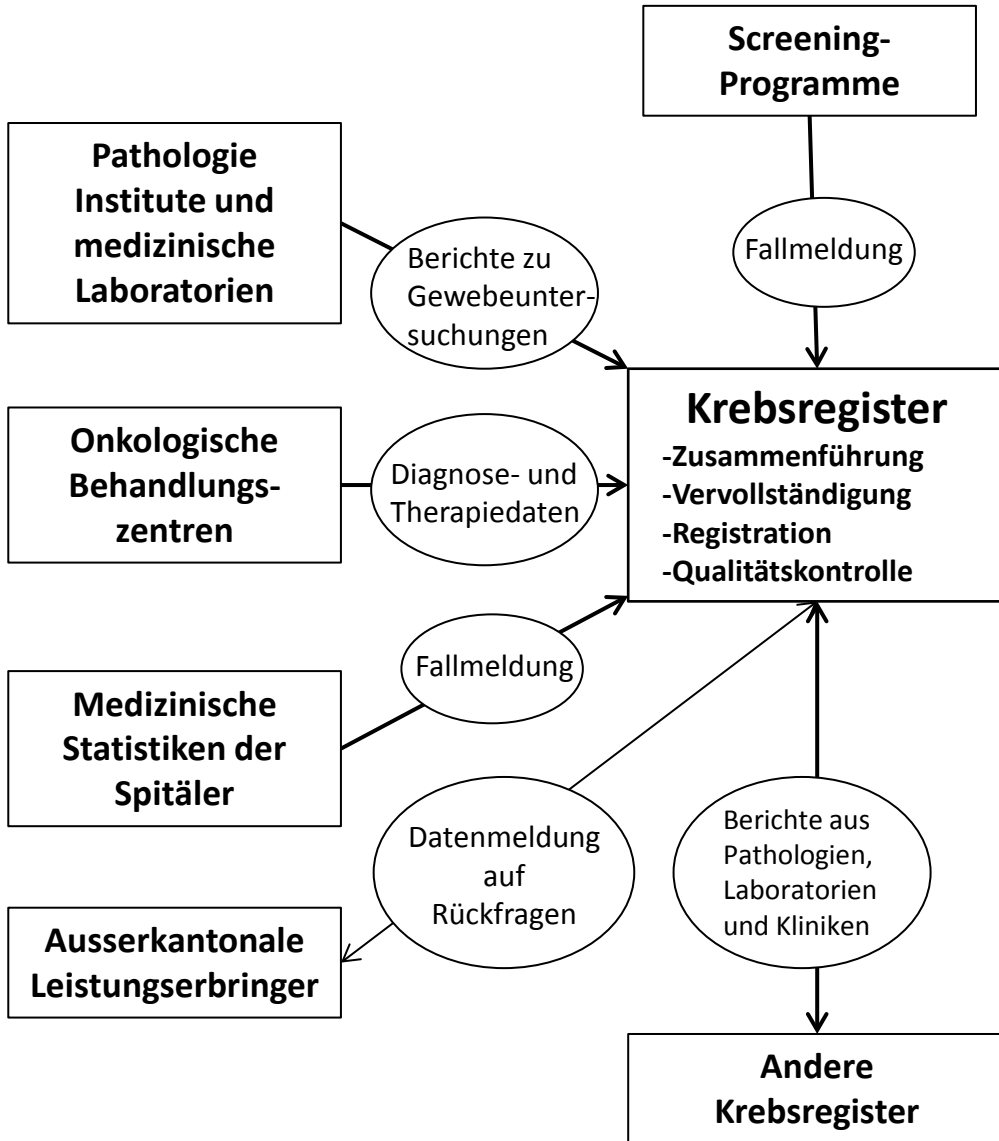 Screening-
Programme
Pathologie
Institute und
medizinische
Laboratorien
Berichte zu
Gewebeunter-
suchungen
Fallmeldung
Krebsregister
-Zusammenführung
-Vervollständigung
-Registration
-Qualitätskontrolle
Onkologische
Behandlungs-
zentren
Diagnose- und
Therapiedaten
Fallmeldung
Medizinische
Statistiken der
Spitäler
Datenmeldung
auf
Rückfragen
Berichte aus
Pathologien,
Laboratorien
und Kliniken
Ausserkantonale
Leistungserbringer
Andere
Krebsregister